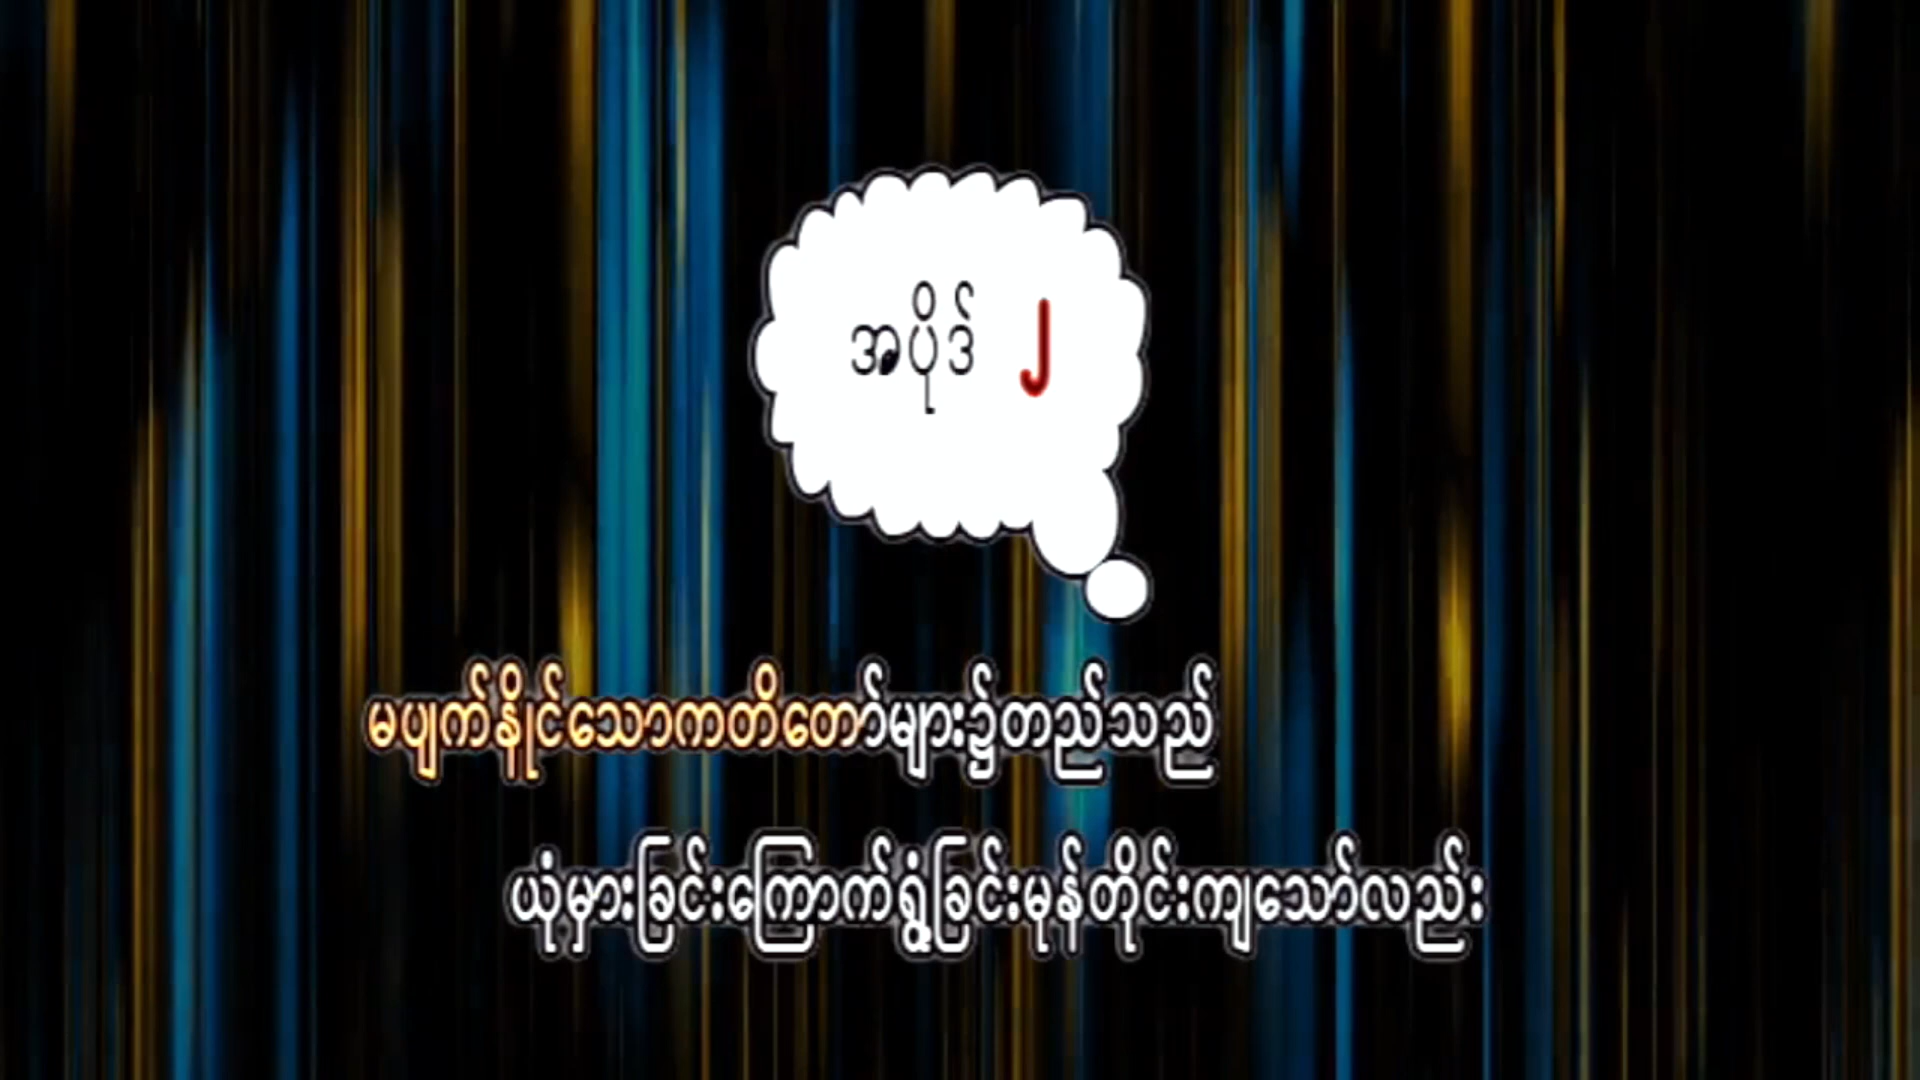 အပိုဒ် ၂
မပျက်နိုုင်သောကတိတော်များ၌တည်သည်
ယုံမှားခြင်းကြောက်ရွံ့ခြင်းမုန်တိုင်းကျသော်လည်း